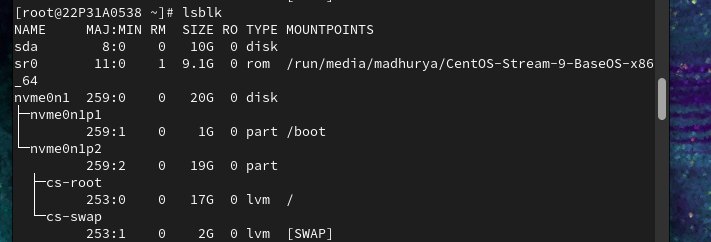 [root@22P31A0538 ~]# lsblk
NAME        MAJ:MIN RM  SIZE RO TYPE MOUNTPOINTS
sda           8:0    0   10G  0 disk
sr0          11:0    1  9.1G  0 rom  /run/media/madhurya/CentOS-Stream-9-BaseOS-x86
_64
nvme0n1     259:0    0   20G  0 disk
├─nvme0n1p1
│           259:1    0    1G  0 part /boot
└─nvme0n1p2
            259:2    0   19G  0 part
  ├─cs-root
  │         253:0    0   17G  0 lvm  /
  └─cs-swap
            253:1    0    2G  0 lvm  [SWAP]